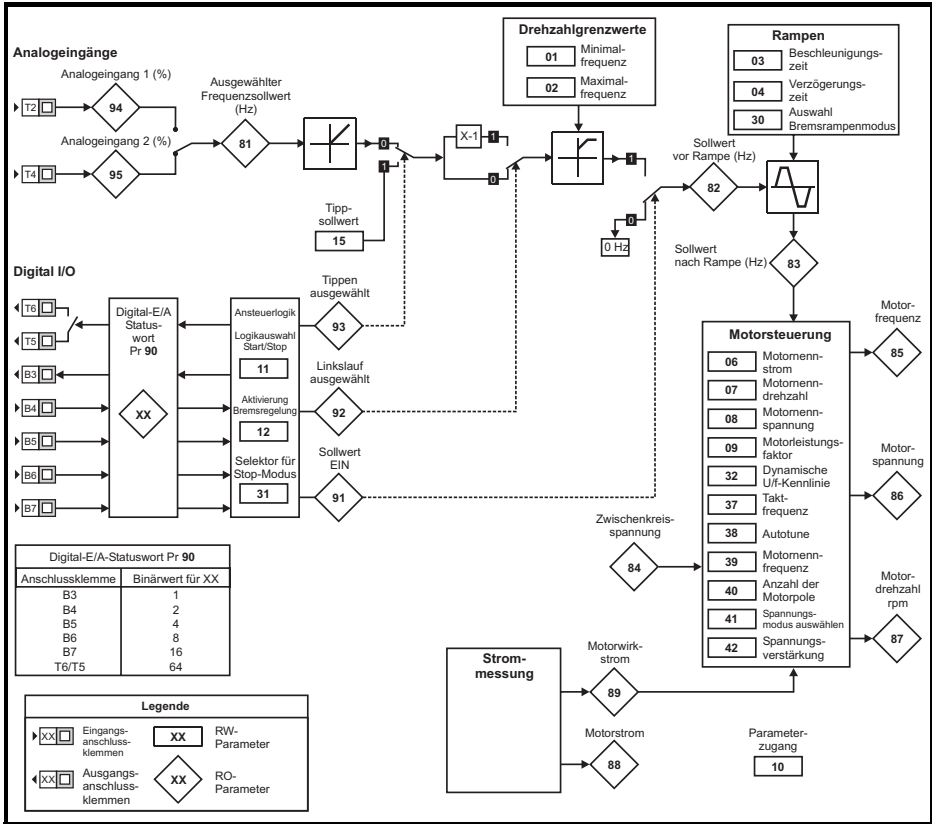 Analogeingänge
Analogeingang 1 (%)
T2
94
Analogeingang 2 (%)
T4
95
Ausgewählter
Frequenzsollwert
(Hz)
81
0
1
Tipp-
sollwert
15
X-1
1
0
Drehzahlgrenzwerte
01
Minimal-
frequenz
02
Maximal-
frequenz
1
0
0 Hz
Rampen
03
Beschleunigungs-
zeit
04
Verzögerungs-
zeit
30
Auswahl
Bremsrampenmodus
Sollwert
vor Rampe (Hz)
82
Sollwert
nach Rampe (Hz)
83
Digital I/O
T6
T5
B3
B4
B5
B6
B7
Digital-E/A
Status-
wort
Pr 90
XX
Ansteuerlogik
Logikauswahl
Start/Stop
11
Aktivierung
Bremsregelung
12
Selektor für
Stop-Modus
31
Tippen
ausgewählt
93
Linkslauf
ausgewählt
92
Sollwert
EIN
91
Motorsteuerung
06
Motornenn-
strom
07
Motornenn-
drehzahl
08
Motornenn-
spannung
09
Motorleistungs-
faktor
32
Dynamische
U/f-Kennlinie
37
Takt-
frequenz
38
Autotune
39
Motornenn-
frequenz
40
Anzahl der
Motorpole
41
Spannungs-
modus auswählen
42
Spannungs-
verstärkung
Motor-
frequenz
85
Motor-
spannung
86
Motor-
drehzahl
rpm
87
Zwischenkreis-
spannung
84
Digital-E/A-Statuswort Pr 90
Anschlussklemme Binärwert für XX
B3 1
B4 2
B5 4
B6 8
B7 16
T6/T5 64
Strom-
messung
Motorwirk-
strom
89
Motorstrom
88
Parameter-
zugang
10
Legende
XX
Eingangs-
anschluss-
klemmen
XX
RW-
Parameter
XX
Ausgangs-
anschluss-
klemmen
XX
RO-
Parameter